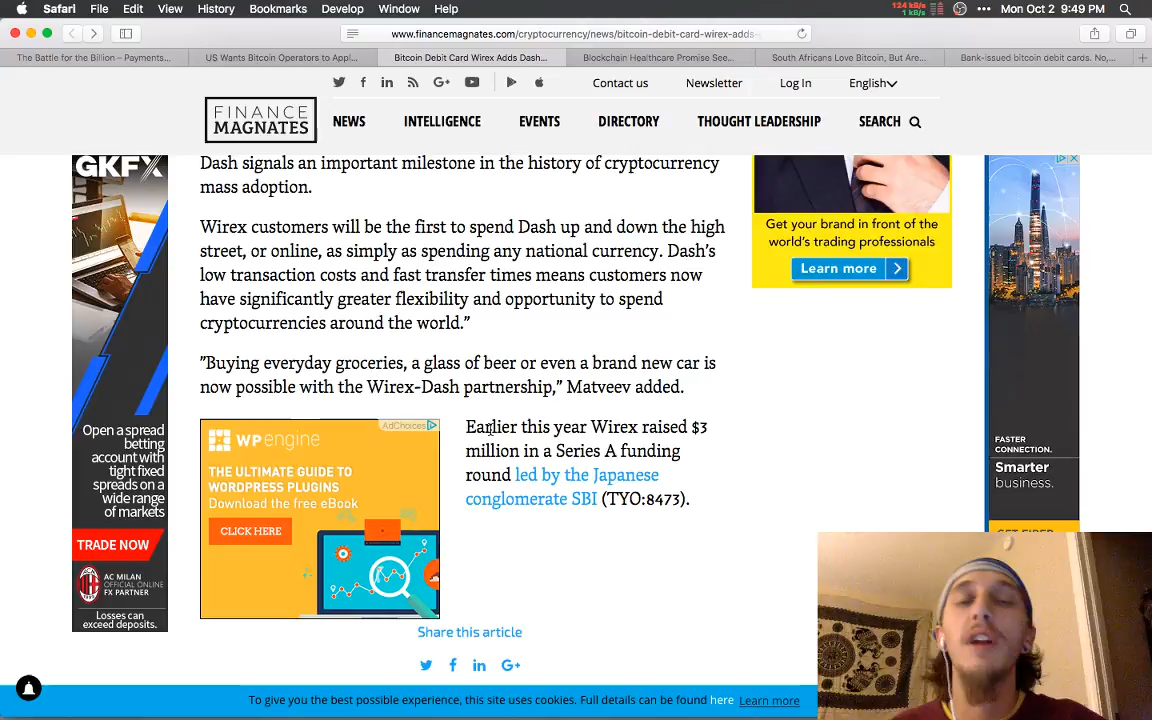 Safari File Edit View History Bookmarks Develop Window Help 124 kB/s 1 kB/s Mon Oct 2 9:49 PM
www.financemagnates.com/cryptocurrency/news/bitcoin-debit-card-wirex-adds-
The Battle for the Billion – Payments... US Wants Bitcoin Operators to Appl... Bitcoin Debit Card Wirex Adds Dash... Blockchain Healthcare Promise See... South Africans Love Bitcoin, But Are... Bank-issued bitcoin debit cards. No,...
Contact us Newsletter Log In English
FINANCE
MAGNATES
NEWS INTELLIGENCE EVENTS DIRECTORY THOUGHT LEADERSHIP SEARCH
GKFX
Open a spread
betting
account with
tight fixed
spreads on a
wide range
of markets
TRADE NOW
AC MILAN
OFFICIAL ONLINE
FX PARTNER
Losses can
exceed deposits.
Dash signals an important milestone in the history of cryptocurrency
mass adoption.
Wirex customers will be the first to spend Dash up and down the high
street, or online, as simply as spending any national currency. Dash’s
low transaction costs and fast transfer times means customers now
have significantly greater flexibility and opportunity to spend
cryptocurrencies around the world.”
”Buying everyday groceries, a glass of beer or even a brand new car is
now possible with the Wirex-Dash partnership,” Matveev added.
AdChoices
WP engine
THE ULTIMATE GUIDE TO
WORDPRESS PLUGINS
Download the free eBook
CLICK HERE
Earlier this year Wirex raised $3
million in a Series A funding
round led by the Japanese
conglomerate SBI (TYO:8473).
Share this article
Get your brand in front of the
world’s trading professionals
Learn more
FASTER
CONNECTION.
Smarter
business.
To give you the best possible experience, this site uses cookies. Full details can be found here Learn more